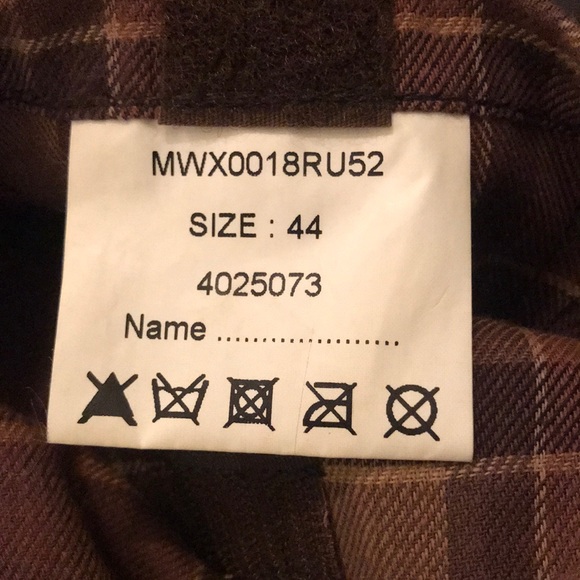 MWX0018RU52
SIZE : 44
4025073
Name .....................